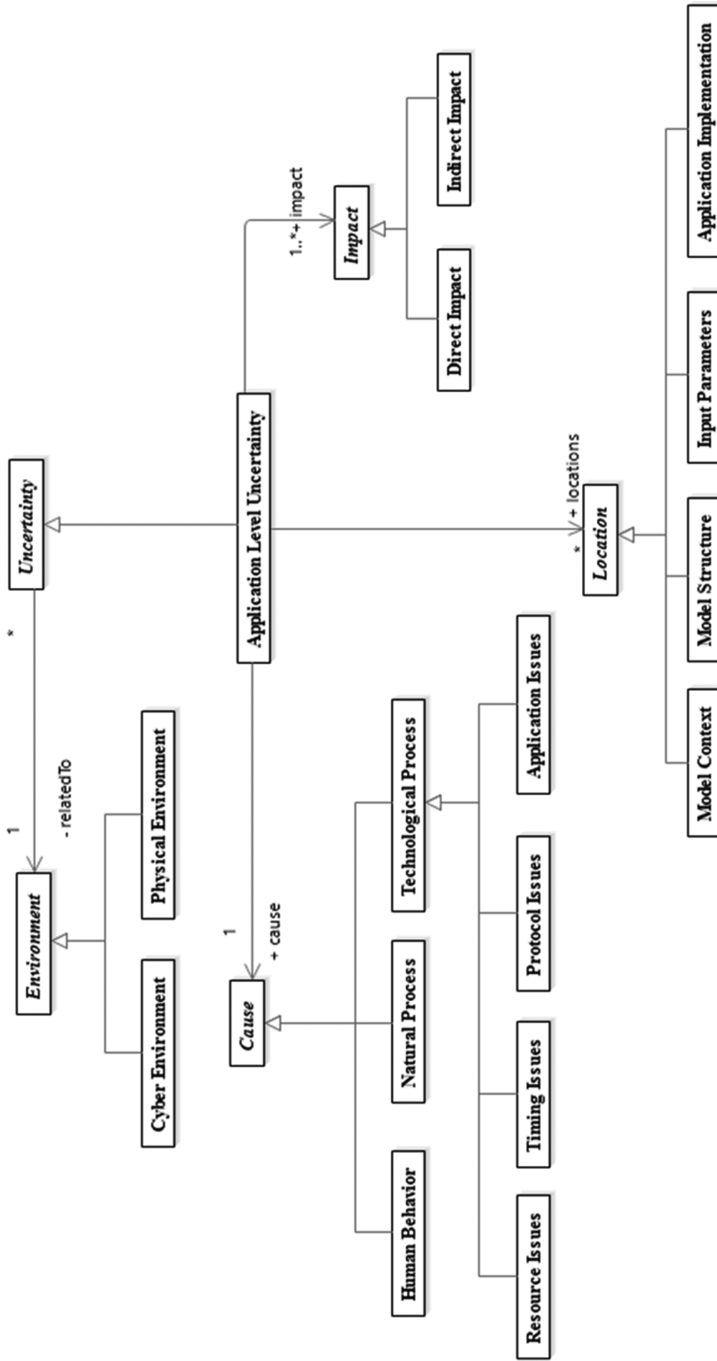 Uncertainty
*
1
- relatedTo
Environment
Cyber Environment
Physical Environment
Application Level Uncertainty
1
+ cause
Cause
Human Behavior
Natural Process
Technological Process
Resource Issues
Timing Issues
Protocol Issues
Application Issues
1..*+ impact
Impact
Direct Impact
Indirect Impact
* + locations
Location
Model Context
Model Structure
Input Parameters
Application Implementation